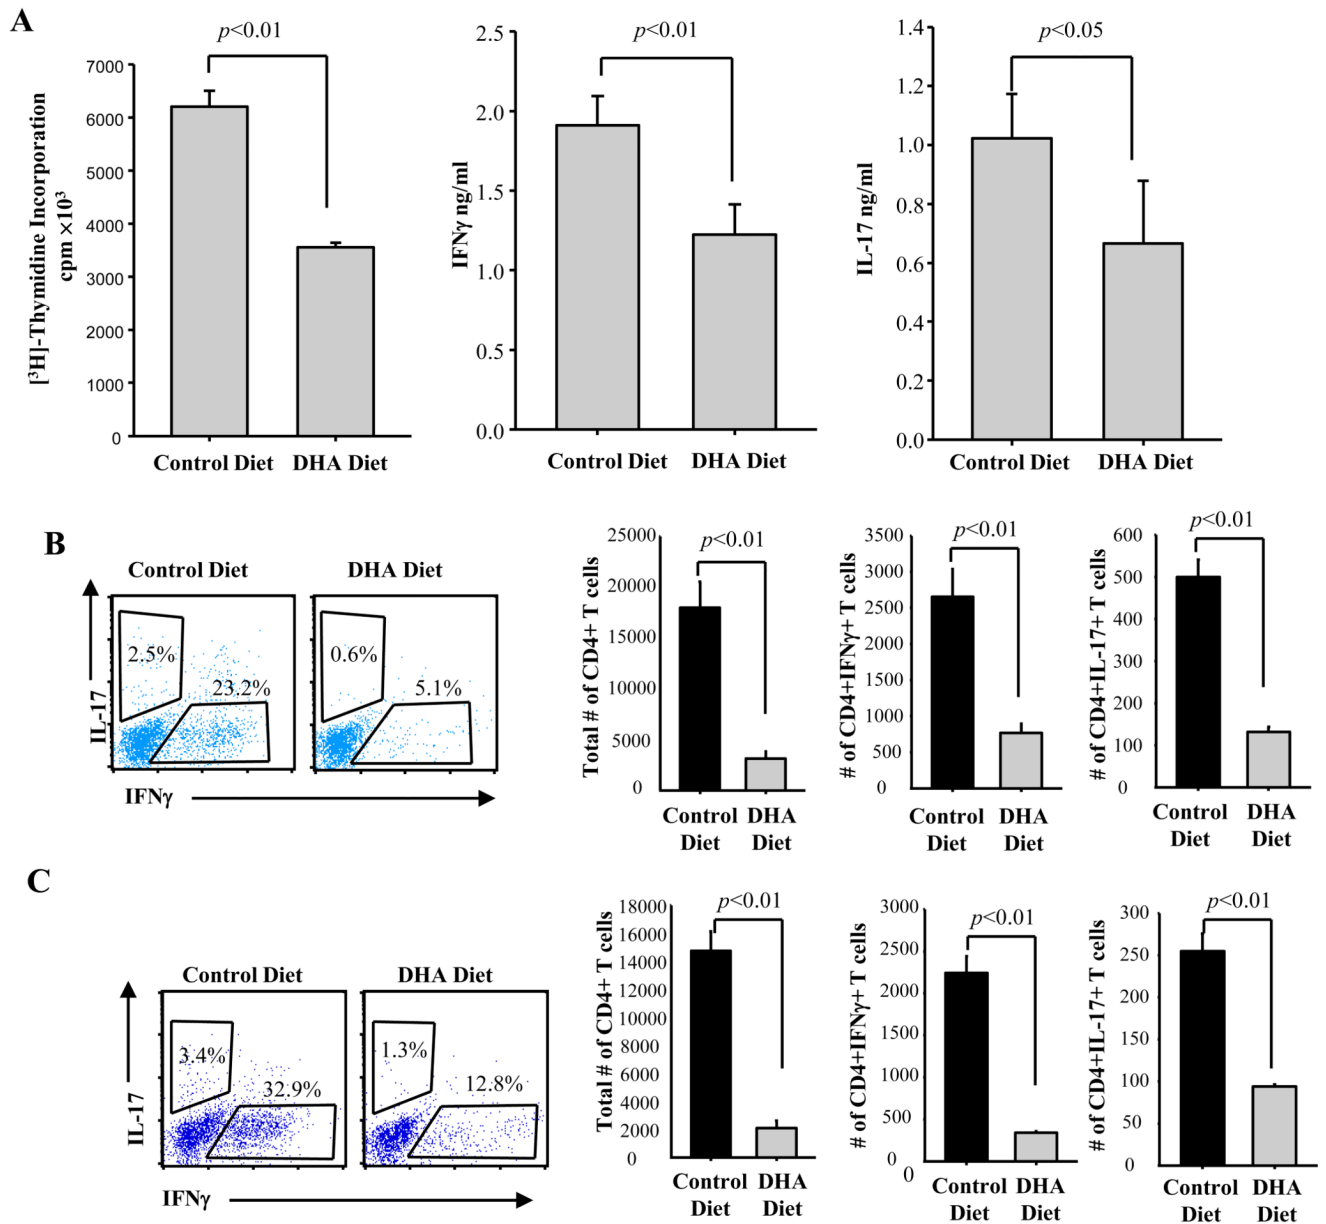 A
p<0.01
7000
6000
5000
4000
3000
2000
1000
0
[³H]-Thymidine Incorporation
cpm ×10³
Control Diet DHA Diet
p<0.01
2.5
2.0
1.5
1.0
0.5
0.0
IFNγ ng/ml
Control Diet DHA Diet
p<0.05
1.4
1.2
1.0
0.8
0.6
0.4
0.2
0.0
IL-17 ng/ml
Control Diet DHA Diet
B
Control Diet DHA Diet
2.5%
23.2%
0.6%
5.1%
IL-17
IFNγ
p<0.01
25000
20000
15000
10000
5000
0
Total # of CD4+ T cells
Control DHA
Diet Diet
p<0.01
3500
3000
2500
2000
1500
1000
500
0
# of CD4+IFNγ+ T cells
Control DHA
Diet Diet
p<0.01
600
500
400
300
200
100
0
# of CD4+IL-17+ T cells
Control DHA
Diet Diet
C
Control Diet DHA Diet
3.4%
32.9%
1.3%
12.8%
IL-17
IFNγ
p<0.01
18000
16000
14000
12000
10000
8000
6000
4000
2000
0
Total # of CD4+ T cells
Control DHA
Diet Diet
p<0.01
3000
2500
2000
1500
1000
500
0
# of CD4+IFNγ+ T cells
Control DHA
Diet Diet
p<0.01
300
250
200
150
100
50
0
# of CD4+IL-17+ T cells
Control DHA
Diet Diet